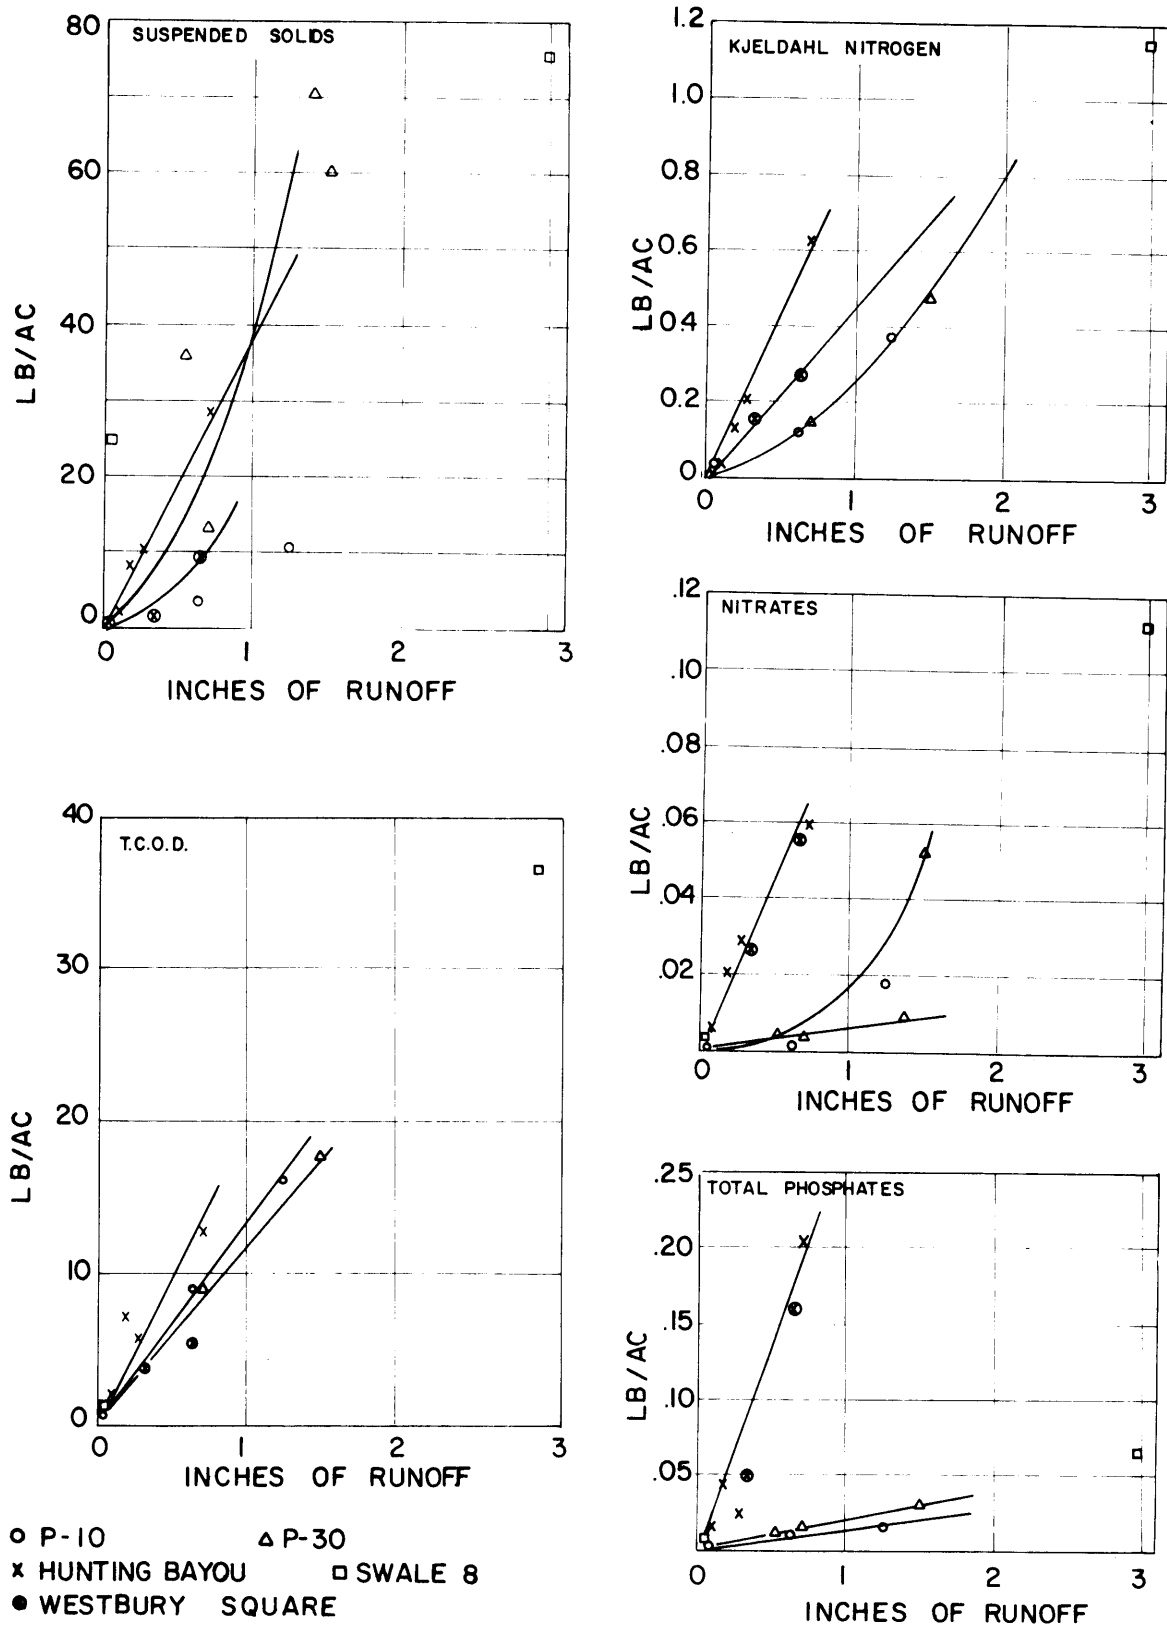 SUSPENDED SOLIDS
80
60
40
20
0
LB/AC
0 1 2 3
INCHES OF RUNOFF
KJELDAHL NITROGEN
1.2
1.0
0.8
0.6
0.4
0.2
0
LB/AC
0 1 2 3
INCHES OF RUNOFF
NITRATES
.12
.10
.08
.06
.04
.02
LB/AC
0 1 2 3
INCHES OF RUNOFF
T.C.O.D.
40
30
20
10
0
LB/AC
0 1 2 3
INCHES OF RUNOFF
TOTAL PHOSPHATES
.25
.20
.15
.10
.05
LB/AC
0 1 2 3
INCHES OF RUNOFF
P-10 P-30
HUNTING BAYOU SWALE 8
WESTBURY SQUARE